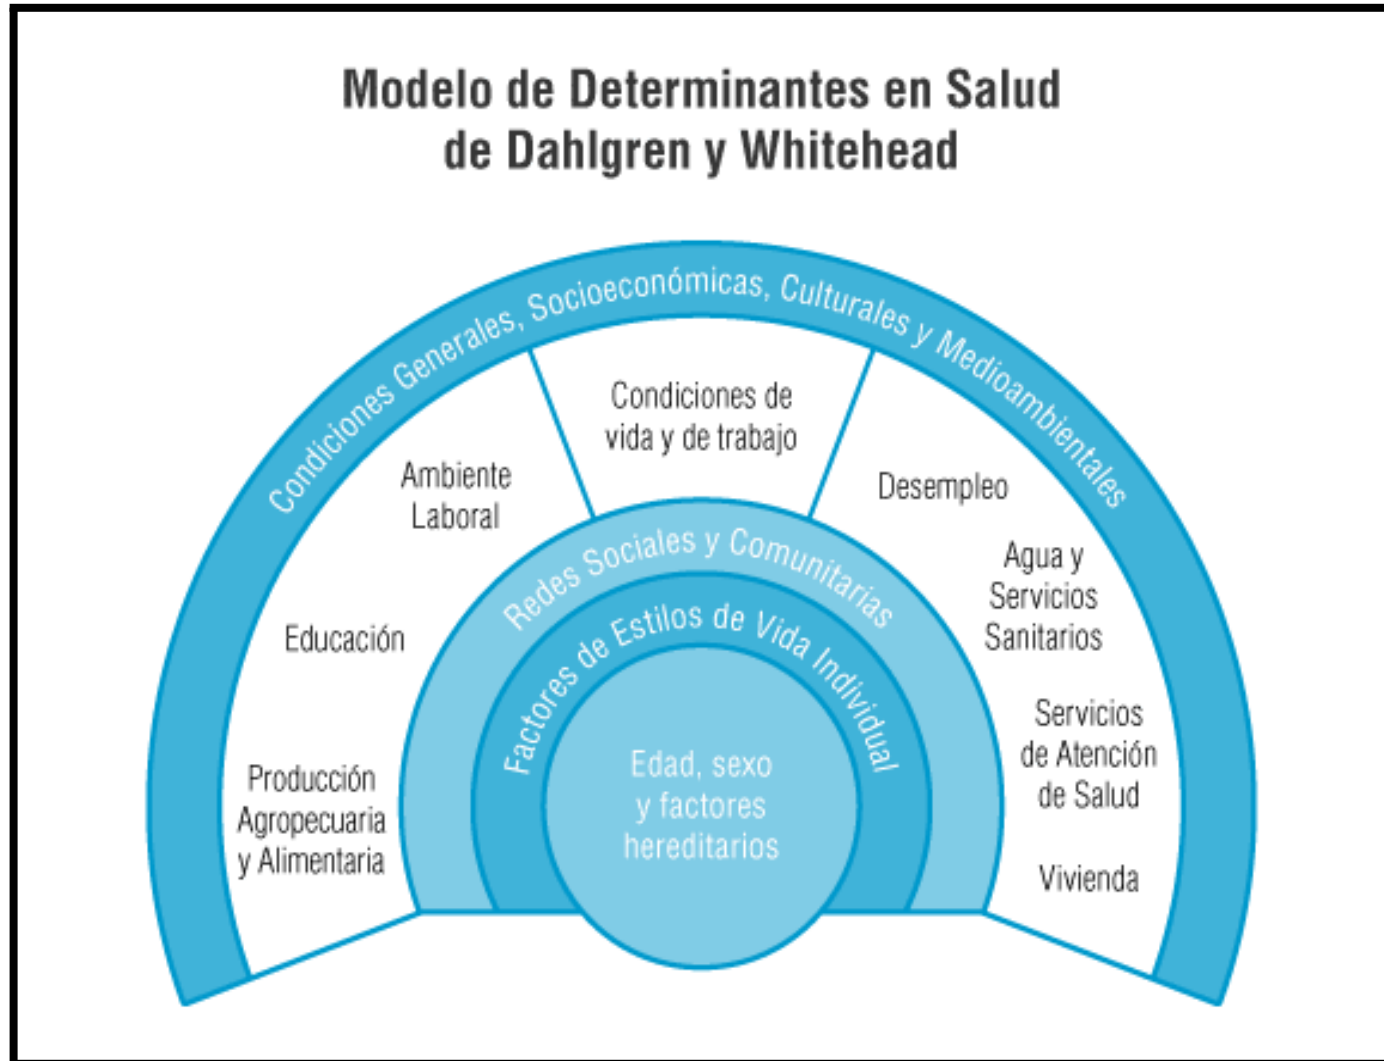 Modelo de Determinantes en Salud
de Dahlgren y Whitehead
Condiciones Generales, Socioeconómicas, Culturales y Medioambientales
Condiciones de
vida y de trabajo
Ambiente
Laboral
Educación
Producción
Agropecuaria
y Alimentaria
Desempleo
Agua y
Servicios
Sanitarios
Servicios
de Atención
de Salud
Vivienda
Redes Sociales y Comunitarias
Factores de Estilos de Vida Individual
Edad, sexo
y factores
hereditarios